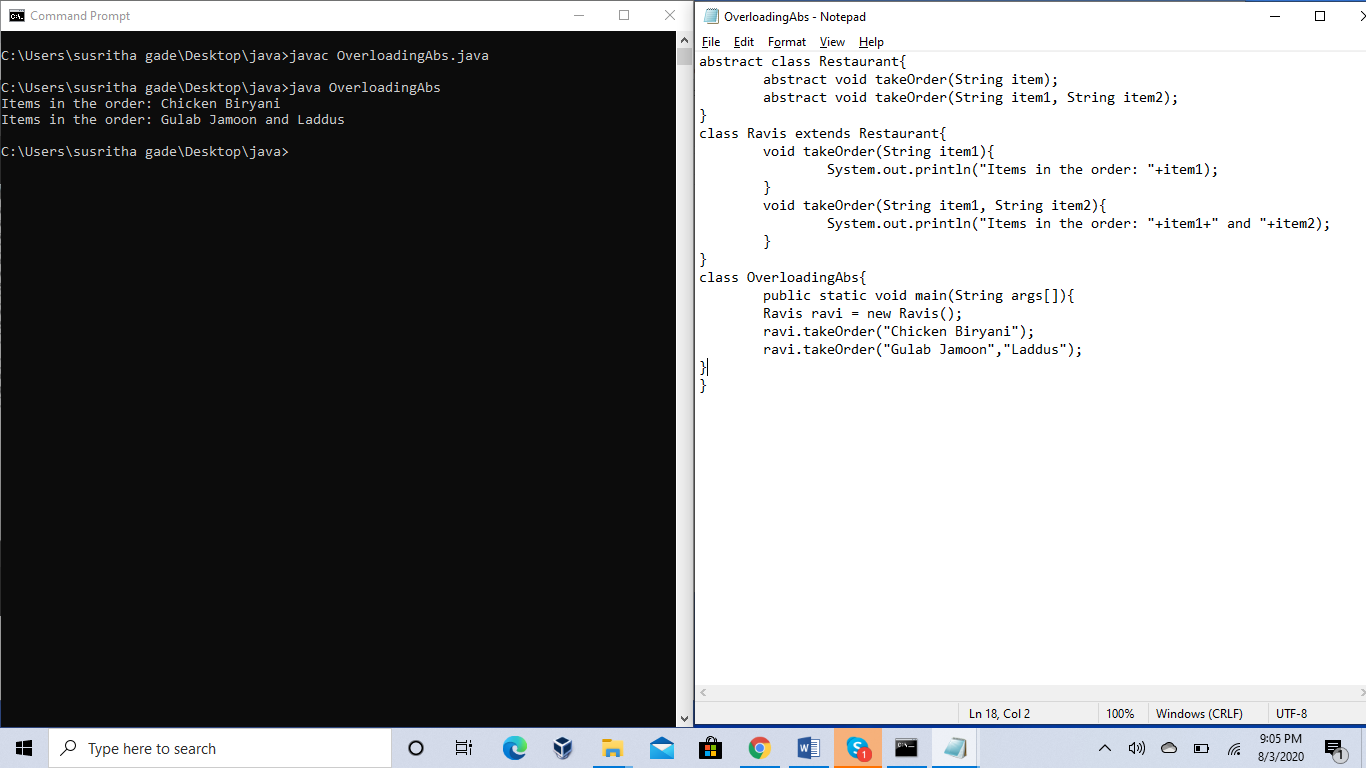 Command Prompt
C:\Users\susritha gade\Desktop\java>javac OverloadingAbs.java
C:\Users\susritha gade\Desktop\java>java OverloadingAbs
Items in the order: Chicken Biryani
Items in the order: Gulab Jamoon and Laddus
C:\Users\susritha gade\Desktop\java>
OverloadingAbs - Notepad
File Edit Format View Help
abstract class Restaurant{
        abstract void takeOrder(String item);
        abstract void takeOrder(String item1, String item2);
}
class Ravis extends Restaurant{
        void takeOrder(String item1){
                System.out.println("Items in the order: "+item1);
        }
        void takeOrder(String item1, String item2){
                System.out.println("Items in the order: "+item1+" and "+item2);
        }
}
class OverloadingAbs{
        public static void main(String args[]){
        Ravis ravi = new Ravis();
        ravi.takeOrder("Chicken Biryani");
        ravi.takeOrder("Gulab Jamoon","Laddus");
}
}
Ln 18, Col 2 100% Windows (CRLF) UTF-8
Type here to search
1
9:05 PM
8/3/2020
1